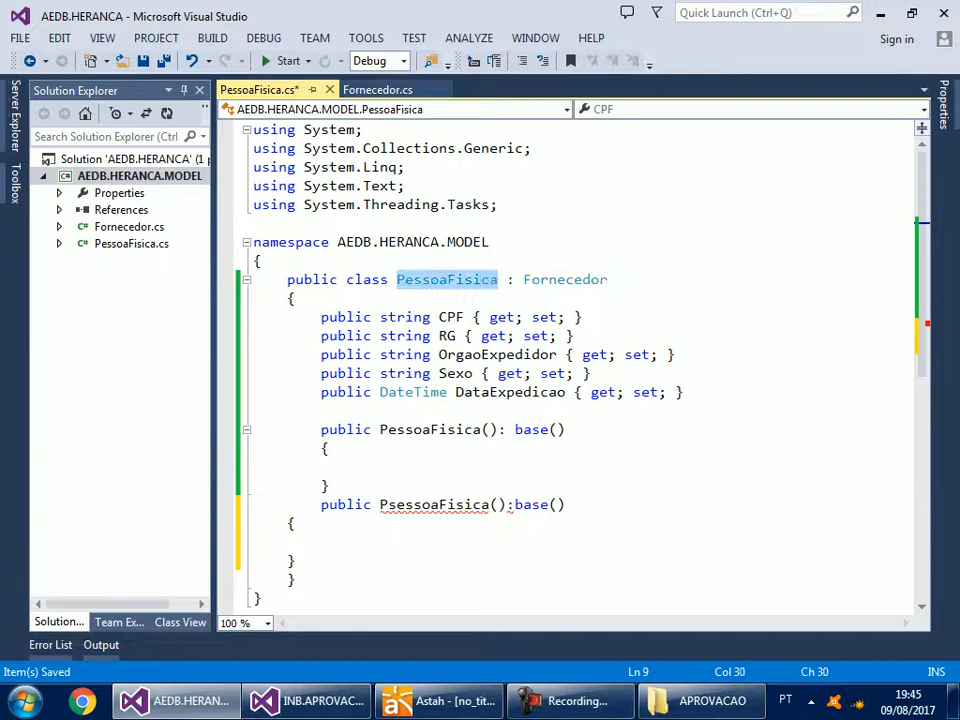 AEDB.HERANCA - Microsoft Visual Studio
Quick Launch (Ctrl+Q)
FILE EDIT VIEW PROJECT BUILD DEBUG TEAM TOOLS TEST ANALYZE WINDOW HELP
Sign in
Start Debug
Server Explorer
Toolbox
Solution Explorer
Search Solution Explorer (Ctrl
Solution 'AEDB.HERANCA' (1 p
AEDB.HERANCA.MODEL
Properties
References
Fornecedor.cs
PessoaFisica.cs
Solution... Team Ex... Class View
PessoaFisica.cs* Fornecedor.cs
AEDB.HERANCA.MODEL.PessoaFisica CPF
using System;
using System.Collections.Generic;
using System.Linq;
using System.Text;
using System.Threading.Tasks;
namespace AEDB.HERANCA.MODEL
{
public class PessoaFisica : Fornecedor
{
public string CPF { get; set; }
public string RG { get; set; }
public string OrgaoExpedidor { get; set; }
public string Sexo { get; set; }
public DateTime DataExpedicao { get; set; }
public PessoaFisica(): base()
{
}
public PsessoaFisica():base()
{
}
}
}
100 %
Properties
Error List Output
Item(s) Saved Ln 9 Col 30 Ch 30 INS
AEDB.HERAN... INB.APROVAC... Astah - [no_tit... Recording... APROVACAO PT 19:45
09/08/2017